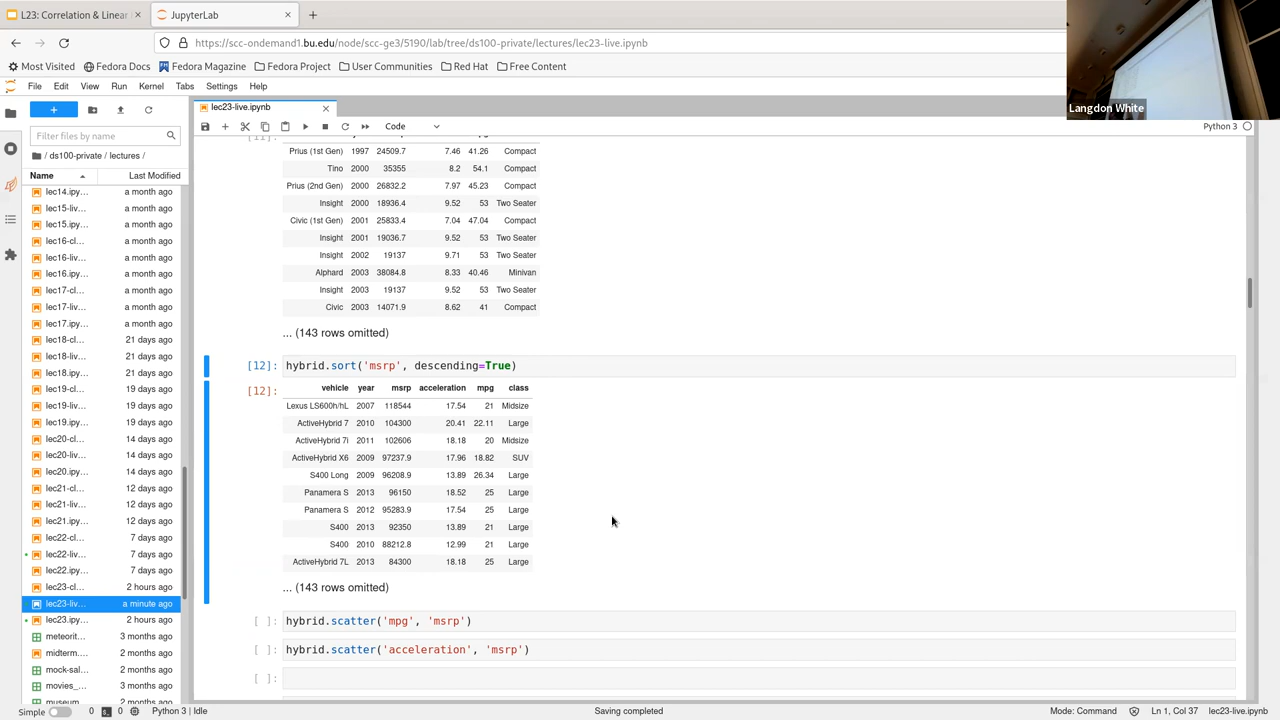 L23: Correlation & Linear
JupyterLab
https://scc-ondemand1.bu.edu/node/scc-ge3/5190/lab/tree/ds100-private/lectures/lec23-live.ipynb
Most Visited Fedora Docs Fedora Magazine Fedora Project User Communities Red Hat Free Content
Langdon White
File Edit View Run Kernel Tabs Settings Help
lec23-live.ipynb
Code
Python 3
Filter files by name
/ ds100-private / lectures /
Name Last Modified
lec14.ipy... a month ago
lec15-liv... a month ago
lec15.ipy... a month ago
lec16-cl... a month ago
lec16-liv... a month ago
lec16.ipy... a month ago
lec17-cl... a month ago
lec17-liv... a month ago
lec17.ipy... a month ago
lec18-cl... 21 days ago
lec18-liv... 21 days ago
lec18.ipy... 21 days ago
lec19-cl... 19 days ago
lec19-liv... 19 days ago
lec19.ipy... 19 days ago
lec20-cl... 14 days ago
lec20-liv... 14 days ago
lec20.ipy... 14 days ago
lec21-cl... 12 days ago
lec21-liv... 12 days ago
lec21.ipy... 12 days ago
lec22-cl... 7 days ago
lec22-liv... 7 days ago
lec22.ipy... 7 days ago
lec23-cl... 2 hours ago
lec23-liv... a minute ago
lec23.ipy... 2 hours ago
meteorit... 3 months ago
midterm.... 2 months ago
mock-sal... 2 months ago
movies_... 3 months ago
museum 2 months ago
Prius (1st Gen) 1997 24509.7 7.46 41.26 Compact
Tino 2000 35355 8.2 54.1 Compact
Prius (2nd Gen) 2000 26832.2 7.97 45.23 Compact
Insight 2000 18936.4 9.52 53 Two Seater
Civic (1st Gen) 2001 25833.4 7.04 47.04 Compact
Insight 2001 19036.7 9.52 53 Two Seater
Insight 2002 19137 9.71 53 Two Seater
Alphard 2003 38084.8 8.33 40.46 Minivan
Insight 2003 19137 9.52 53 Two Seater
Civic 2003 14071.9 8.62 41 Compact
... (143 rows omitted)
[12]: hybrid.sort('msrp', descending=True)
[12]: vehicle year msrp acceleration mpg class
Lexus LS600h/hL 2007 118544 17.54 21 Midsize
ActiveHybrid 7 2010 104300 20.41 22.11 Large
ActiveHybrid 7i 2011 102606 18.18 20 Midsize
ActiveHybrid X6 2009 97237.9 17.96 18.82 SUV
S400 Long 2009 96208.9 13.89 26.34 Large
Panamera S 2013 96150 18.52 25 Large
Panamera S 2012 95283.9 17.54 25 Large
S400 2013 92350 13.89 21 Large
S400 2010 88212.8 12.99 21 Large
ActiveHybrid 7L 2013 84300 18.18 25 Large
... (143 rows omitted)
[ ]: hybrid.scatter('mpg', 'msrp')
[ ]: hybrid.scatter('acceleration', 'msrp')
[ ]:
Simple 0 0 Python 3 | Idle Saving completed Mode: Command Ln 1, Col 37 lec23-live.ipynb